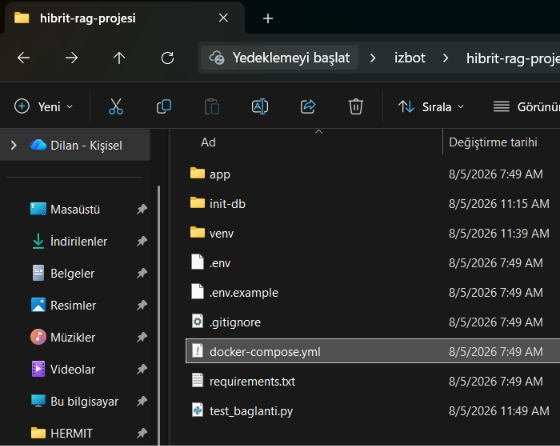 hibrit-rag-projesi
Yedeklemeyi başlat > izbot > hibrit-rag-proje
Yeni Sırala Görünü
Dilan - Kişisel
Masaüstü
İndirilenler
Belgeler
Resimler
Müzikler
Videolar
Bu bilgisayar
HERMIT
Ad Değiştirme tarihi
app 8/5/2026 7:49 AM
init-db 8/5/2026 11:15 AM
venv 8/5/2026 11:39 AM
.env 8/5/2026 7:49 AM
.env.example 8/5/2026 7:49 AM
.gitignore 8/5/2026 7:49 AM
docker-compose.yml 8/5/2026 7:49 AM
requirements.txt 8/5/2026 7:49 AM
test_baglanti.py 8/5/2026 11:49 AM